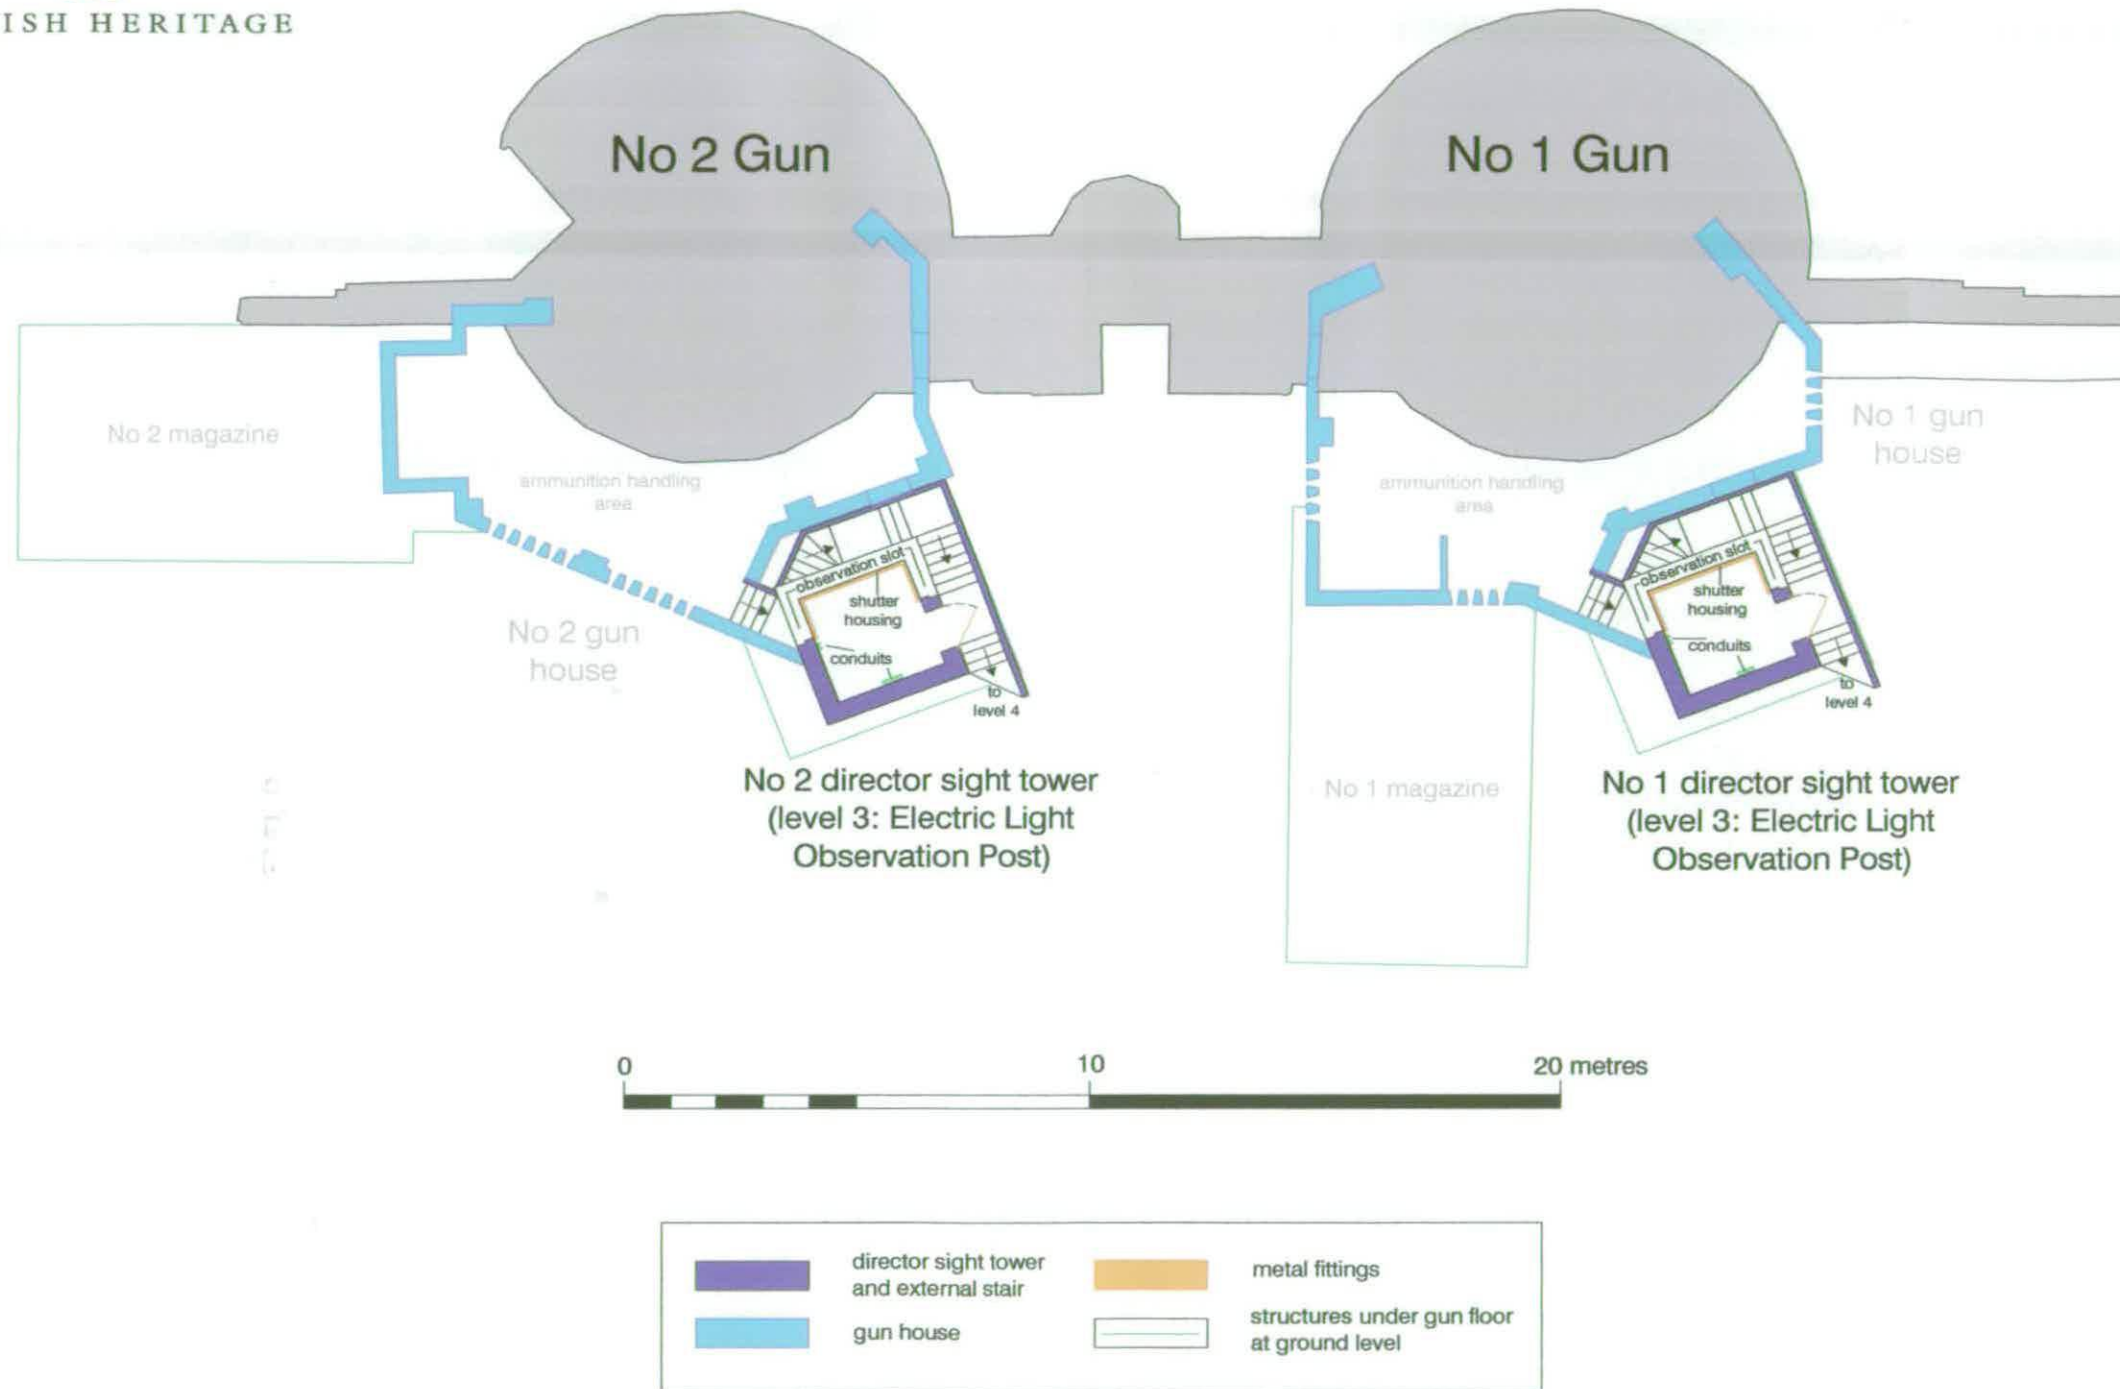 ISH HERITAGE
No 2 Gun
No 1 Gun
No 2 magazine
ammunition handling
area
No 2 gun
house
observation slot
shutter
housing
conduits
to
level 4
No 2 director sight tower
(level 3: Electric Light
Observation Post)
No 1 gun
house
ammunition handling
area
observation slot
shutter
housing
conduits
to
level 4
No 1 magazine
No 1 director sight tower
(level 3: Electric Light
Observation Post)
0
10
20 metres
director sight tower
and external stair
gun house
metal fittings
structures under gun floor
at ground level